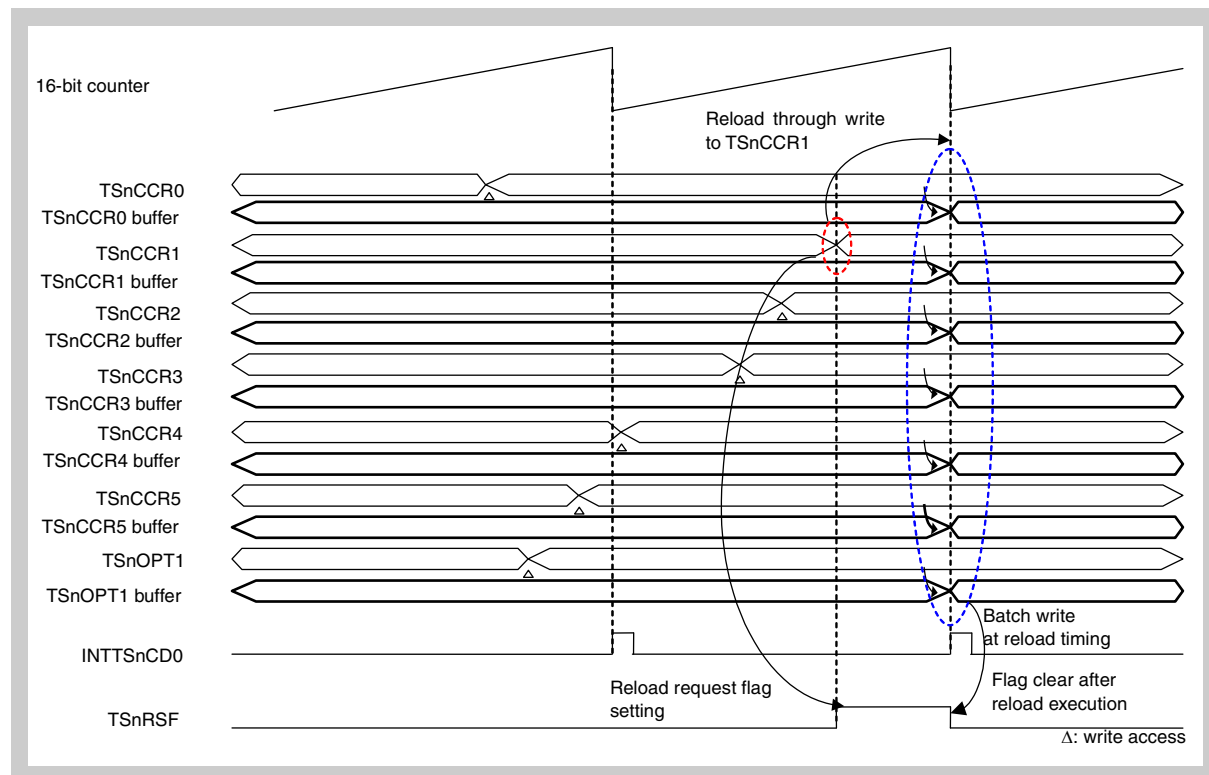 16-bit counter
Reload through write
to TSnCCR1
TSnCCR0
TSnCCR0 buffer
TSnCCR1
TSnCCR1 buffer
TSnCCR2
TSnCCR2 buffer
TSnCCR3
TSnCCR3 buffer
TSnCCR4
TSnCCR4 buffer
TSnCCR5
TSnCCR5 buffer
TSnOPT1
TSnOPT1 buffer
Batch write
at reload timing
INTTSnCD0
Reload request flag
setting
Flag clear after
reload execution
TSnRSF
Δ: write access